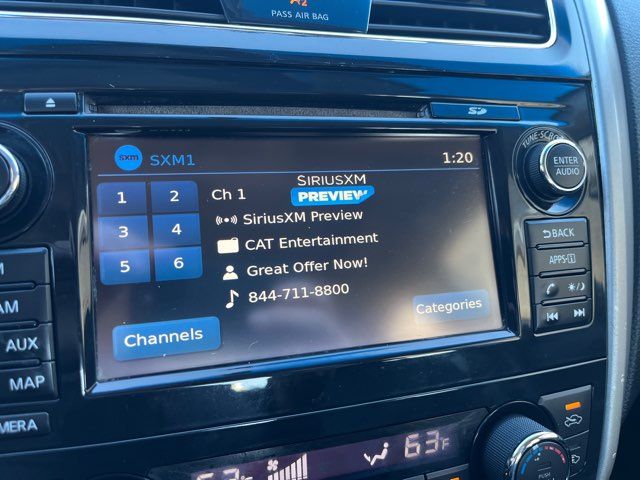 PASS AIR BAG
SD
sxm SXM1 1:20
TUNE·SCROLL
ENTER
AUDIO
1 2
3 4
5 6
Ch 1
SIRIUSXM
PREVIEW
SiriusXM Preview
CAT Entertainment
Great Offer Now!
844-711-8800
Channels
Categories
BACK
APPS·i
AM
AUX
MAP
63°F
PUSH